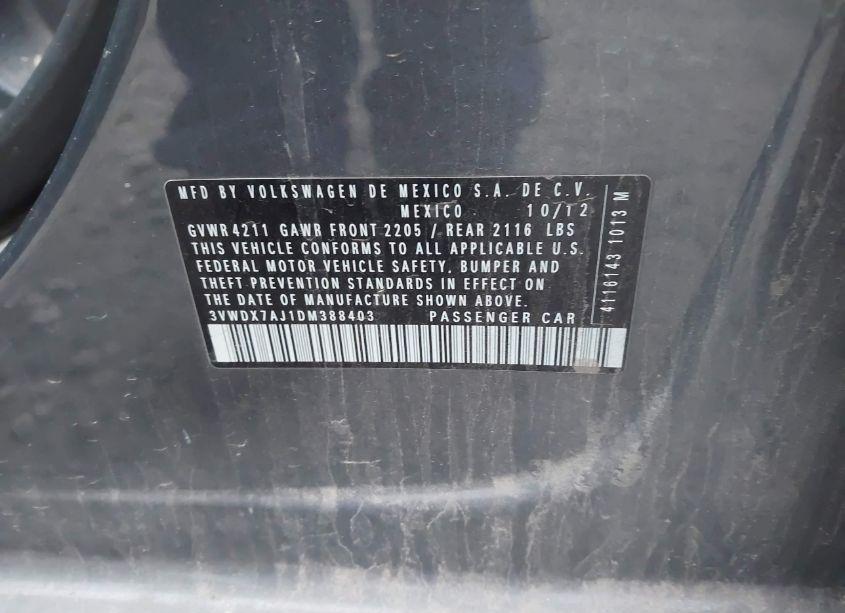 MFD BY VOLKSWAGEN DE MEXICO S.A. DE C.V.
MEXICO 10/12
GVWR 4211 GAWR FRONT 2205 / REAR 2116 LBS
THIS VEHICLE CONFORMS TO ALL APPLICABLE U.S.
FEDERAL MOTOR VEHICLE SAFETY, BUMPER AND
THEFT PREVENTION STANDARDS IN EFFECT ON
THE DATE OF MANUFACTURE SHOWN ABOVE.
3VWDX7AJ1DM388403 PASSENGER CAR
4116143 1013 M